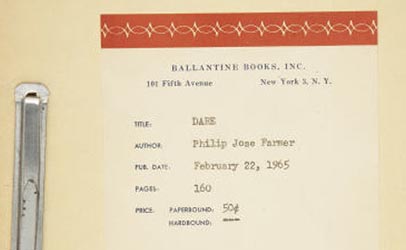 BALLANTINE BOOKS, INC.
101 Fifth Avenue New York 3, N. Y.
TITLE: DARE
AUTHOR: Philip Jose Farmer
PUB. DATE: February 22, 1965
PAGES: 160
PRICE: PAPERBOUND: 50¢
HARDBOUND: